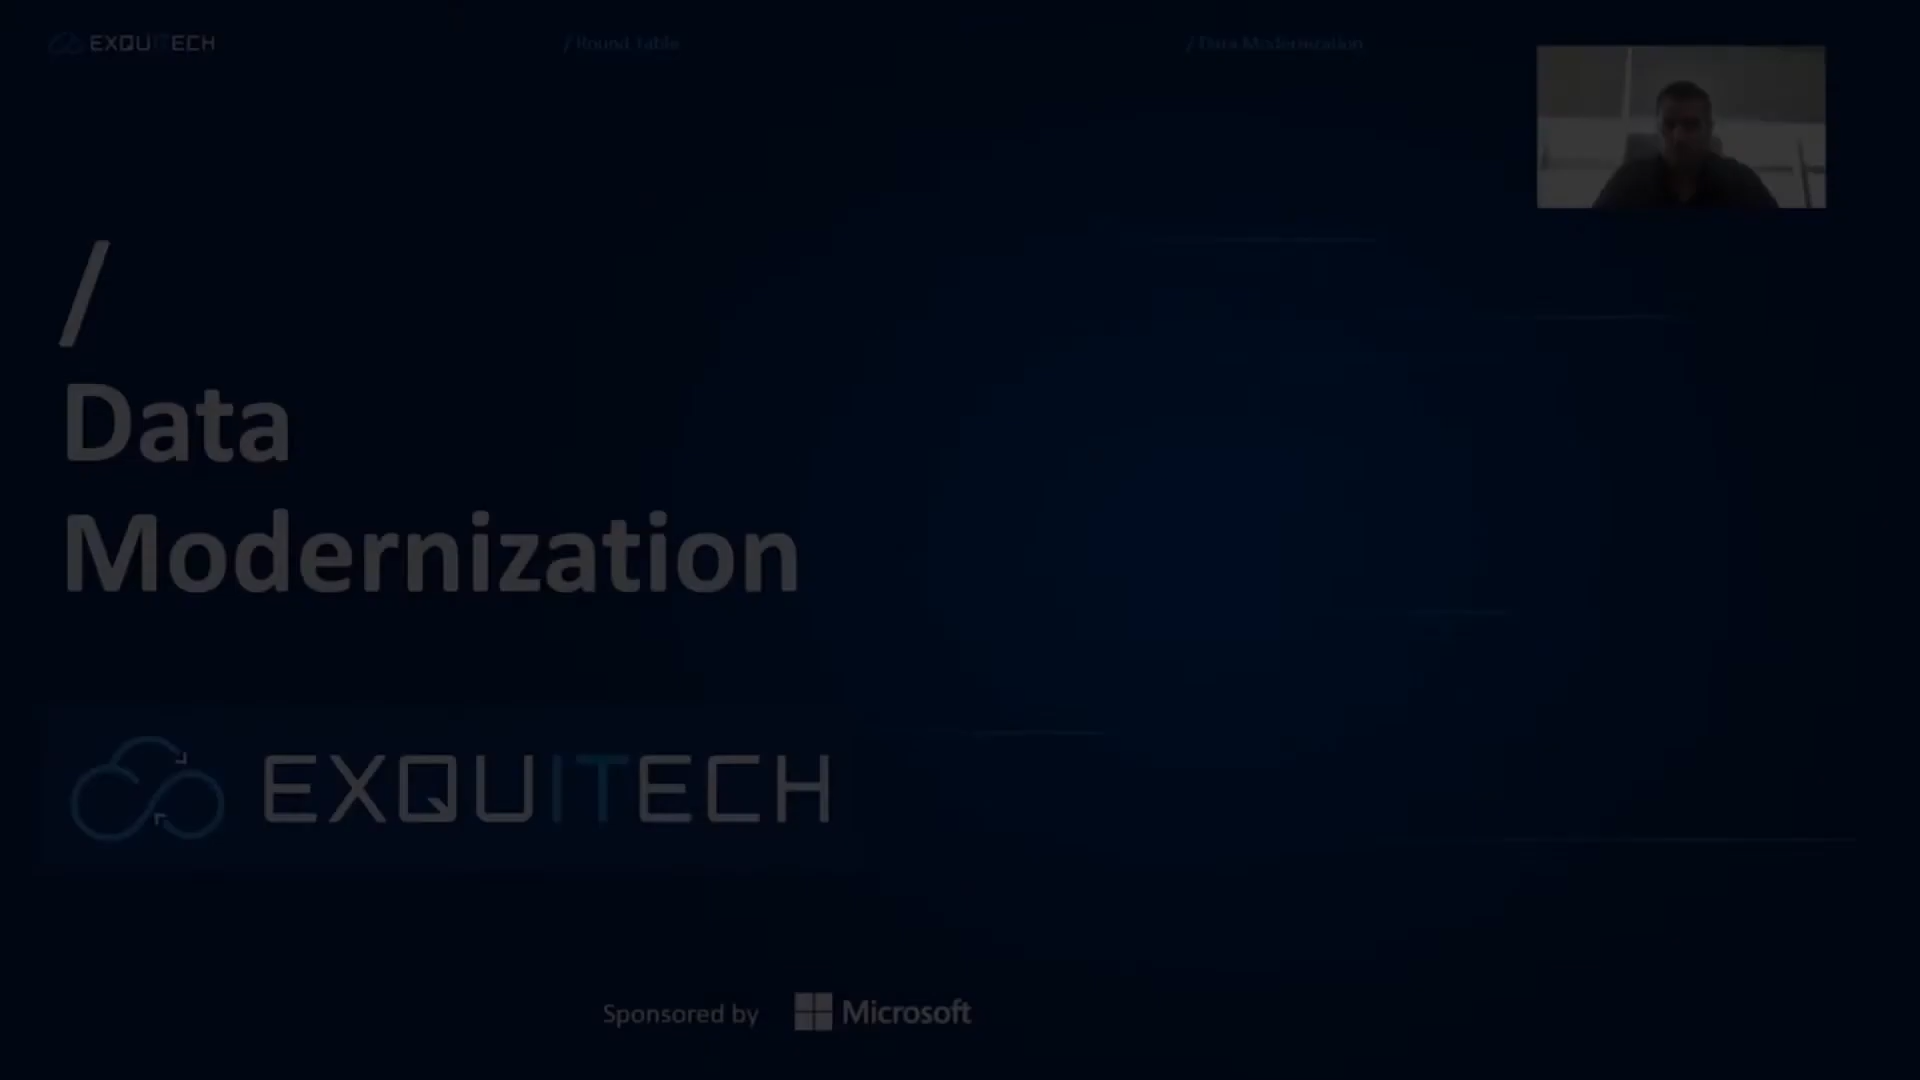 EXQUITECH
/ Round Table
/ Data Modernization
/
Data
Modernization
EXQUITECH
Sponsored by
Microsoft